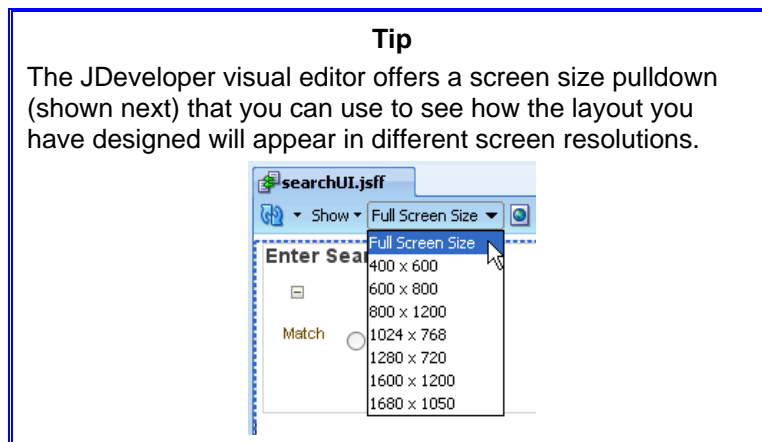 Tip
The JDeveloper visual editor offers a screen size pulldown
(shown next) that you can use to see how the layout you
have designed will appear in different screen resolutions.
searchUI.jsff
Show Full Screen Size
Full Screen Size
Enter Sear
400 x 600
600 x 800
800 x 1200
Match
1024 x 768
1280 x 720
1600 x 1200
1680 x 1050